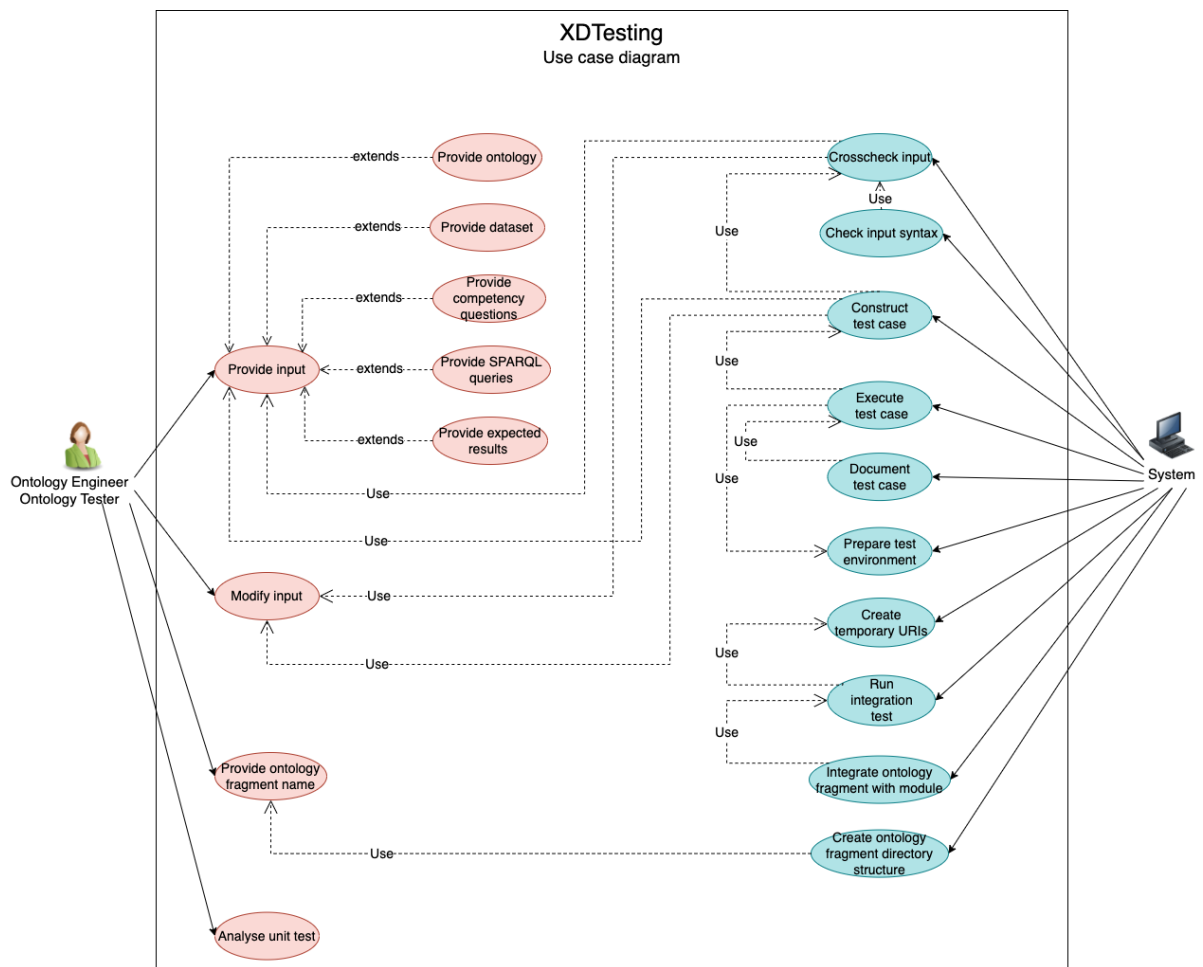 XDTesting
Use case diagram
extends
Provide ontology
Crosscheck input
Use
extends
Provide dataset
Use
Check input syntax
extends
Provide
competency
questions
Construct
test case
Provide input
extends
Provide SPARQL
queries
Use
Execute
test case
extends
Provide expected
results
Use
Document
test case
Ontology Engineer
Ontology Tester
System
Use
Use
Use
Prepare test
environment
Modify input
Use
Create
temporary URIs
Use
Use
Run
integration
test
Use
Provide ontology
fragment name
Integrate ontology
fragment with module
Use
Create ontology
fragment directory
structure
Analyse unit test